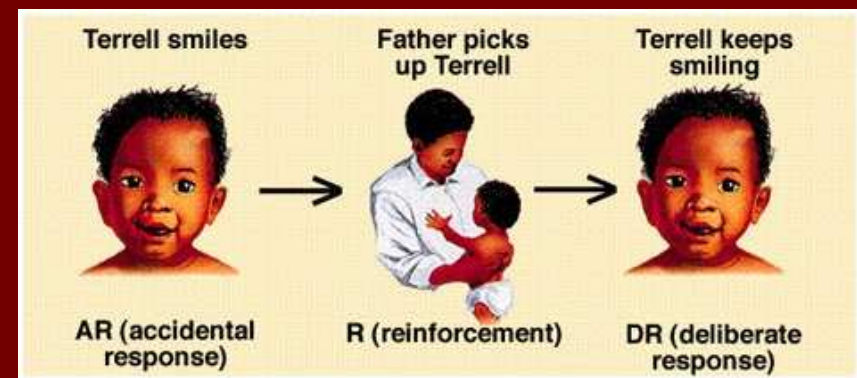 Terrell smiles
Father picks
up Terrell
Terrell keeps
smiling
AR (accidental
response)
R (reinforcement)
DR (deliberate
response)